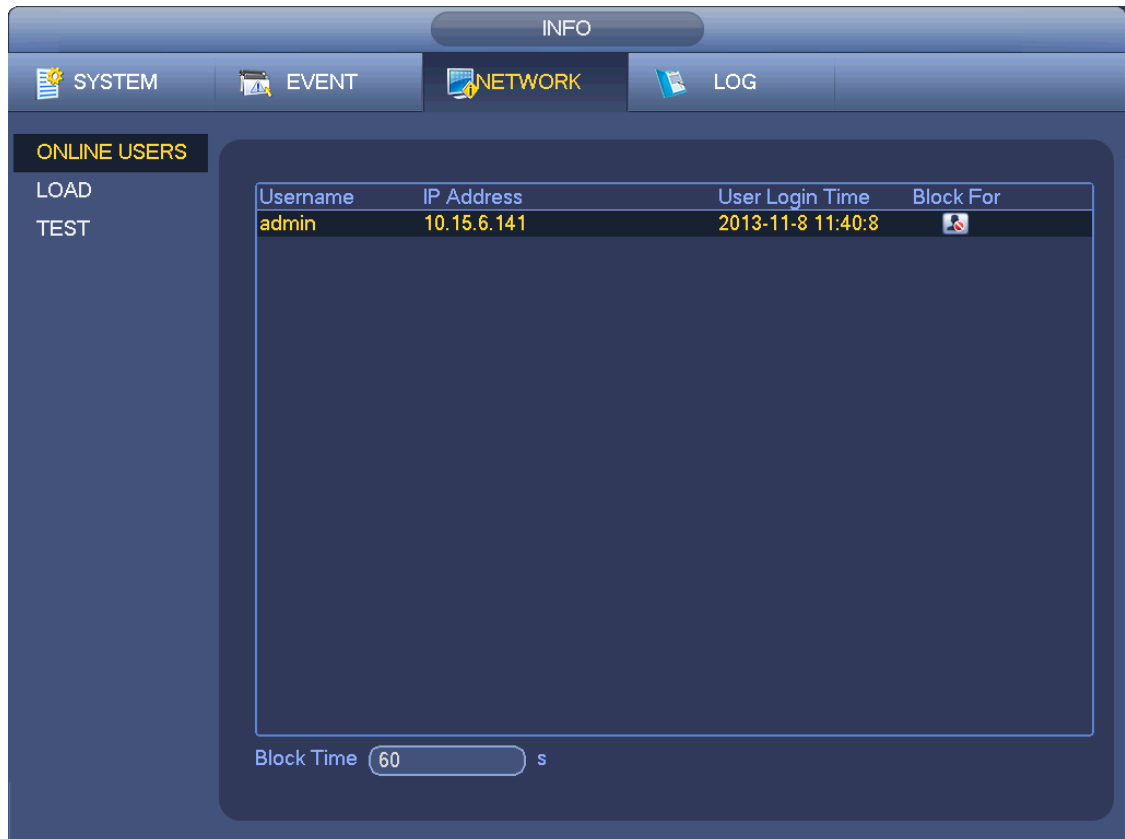 INFO
SYSTEM EVENT NETWORK LOG
ONLINE USERS
LOAD
TEST
Username IP Address User Login Time Block For
admin 10.15.6.141 2013-11-8 11:40:8
Block Time 60 s